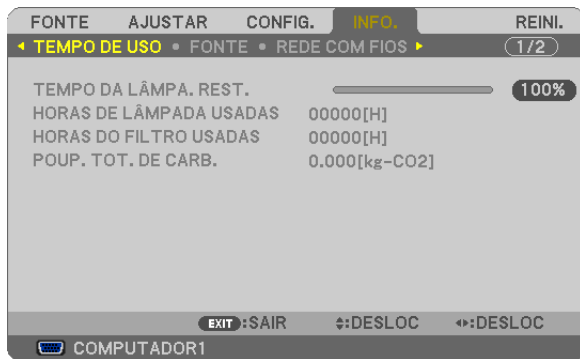 FONTE AJUSTAR CONFIG. INFO. REINI.
TEMPO DE USO • FONTE • REDE COM FIOS 1/2
TEMPO DA LÂMPA. REST. 100%
HORAS DE LÂMPADA USADAS 00000[H]
HORAS DO FILTRO USADAS 00000[H]
POUP. TOT. DE CARB. 0.000[kg-CO2]
EXIT :SAIR :DESLOC :DESLOC
COMPUTADOR1